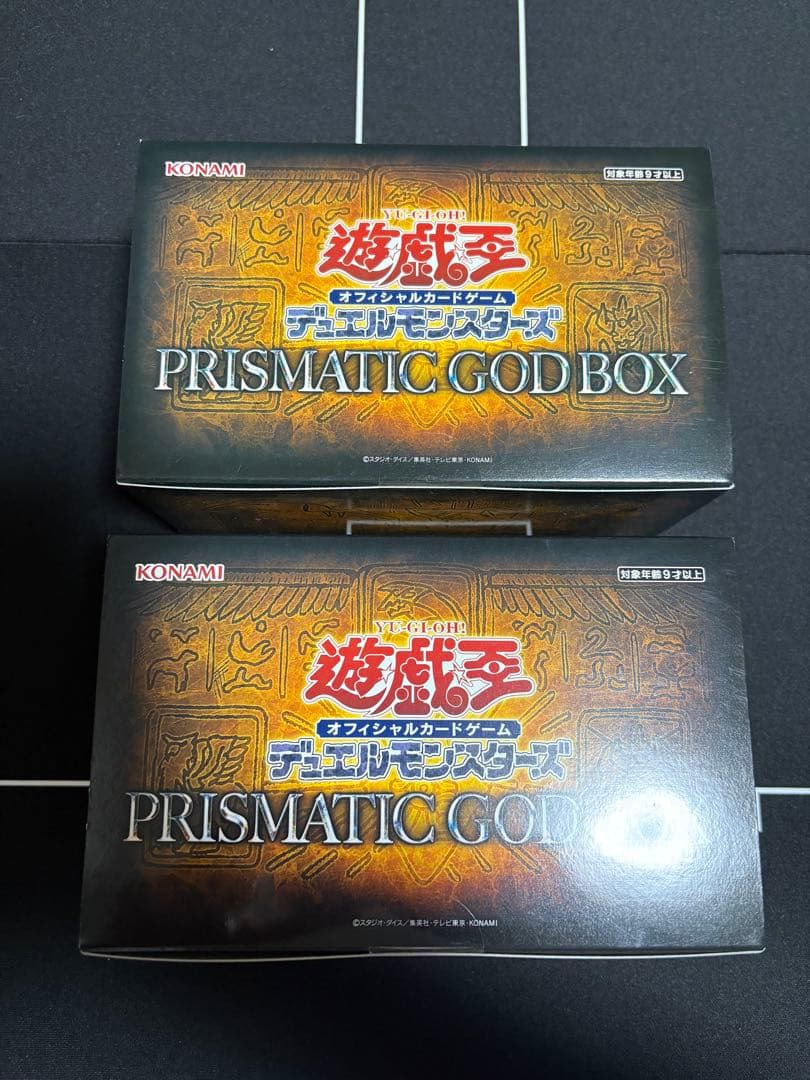 KONAMI
対象年齢9才以上
YU-GI-OH!
遊戯王
オフィシャルカードゲーム
デュエルモンスターズ
PRISMATIC GOD BOX
©スタジオ・ダイス/集英社・テレビ東京・KONAMI
KONAMI
対象年齢9才以上
YU-GI-OH!
遊戯王
オフィシャルカードゲーム
デュエルモンスターズ
PRISMATIC GOD
©スタジオ・ダイス/集英社・テレビ東京・KONAMI